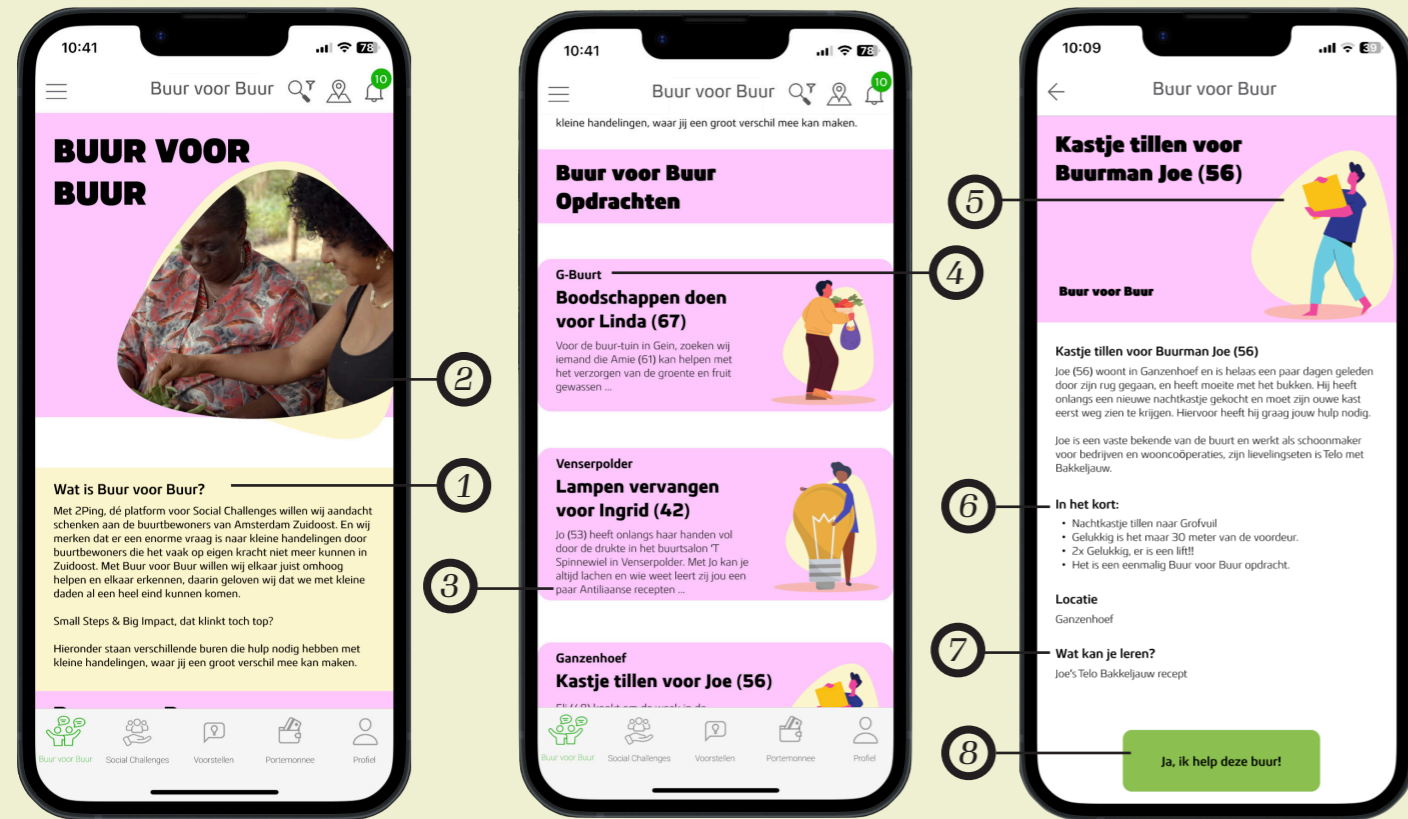 10:41
78
Buur voor Buur
10
BUUR VOOR
BUUR
2
1
Wat is Buur voor Buur?
Met 2Ping, dé platform voor Social Challenges willen wij aandacht
schenken aan de buurtbewoners van Amsterdam Zuidoost. En wij
merken dat er een enorme vraag is naar kleine handelingen door
buurtbewoners die het vaak op eigen kracht niet meer kunnen in
Zuidoost. Met Buur voor Buur willen wij elkaar juist omhoog
helpen en elkaar erkennen, daarin geloven wij dat we met kleine
daden al een heel eind kunnen komen.
Small Steps & Big Impact, dat klinkt toch top?
Hieronder staan verschillende buren die hulp nodig hebben met
kleine handelingen, waar jij een groot verschil mee kan maken.
Buur voor Buur
Social Challenges
Voorstellen
Portemonnee
Profiel
10:41
78
Buur voor Buur
10
kleine handelingen, waar jij een groot verschil mee kan maken.
Buur voor Buur
Opdrachten
4
G-Buurt
Boodschappen doen
voor Linda (67)
Voor de buur-tuin in Gein, zoeken wij
iemand die Amie (61) kan helpen met
het verzorgen van de groente en fruit
gewassen ...
Venserpolder
Lampen vervangen
voor Ingrid (42)
Jo (53) heeft onlangs haar handen vol
door de drukte in het buurtsalon 'T
Spinnewiel in Venserpolder. Met Jo kan je
altijd lachen en wie weet leert zij jou een
paar Antiliaanse recepten ...
3
Ganzenhoef
Kastje tillen voor Joe (56)
Buur voor Buur
Social Challenges
Voorstellen
Portemonnee
Profiel
10:09
39
Buur voor Buur
Kastje tillen voor
Buurman Joe (56)
5
Buur voor Buur
Kastje tillen voor Buurman Joe (56)
Joe (56) woont in Ganzenhoef en is helaas een paar dagen geleden
door zijn rug gegaan, en heeft moeite met het bukken. Hij heeft
onlangs een nieuwe nachtkastje gekocht en moet zijn ouwe kast
eerst weg zien te krijgen. Hiervoor heeft hij graag jouw hulp nodig.
Joe is een vaste bekende van de buurt en werkt als schoonmaker
voor bedrijven en wooncoöperaties, zijn lievelingseten is Telo met
Bakkeljauw.
6
In het kort:
• Nachtkastje tillen naar Grofvuil
• Gelukkig is het maar 30 meter van de voordeur.
• 2x Gelukkig, er is een lift!!
• Het is een eenmalig Buur voor Buur opdracht.
Locatie
Ganzenhoef
7
Wat kan je leren?
Joe's Telo Bakkeljauw recept
8
Ja, ik help deze buur!